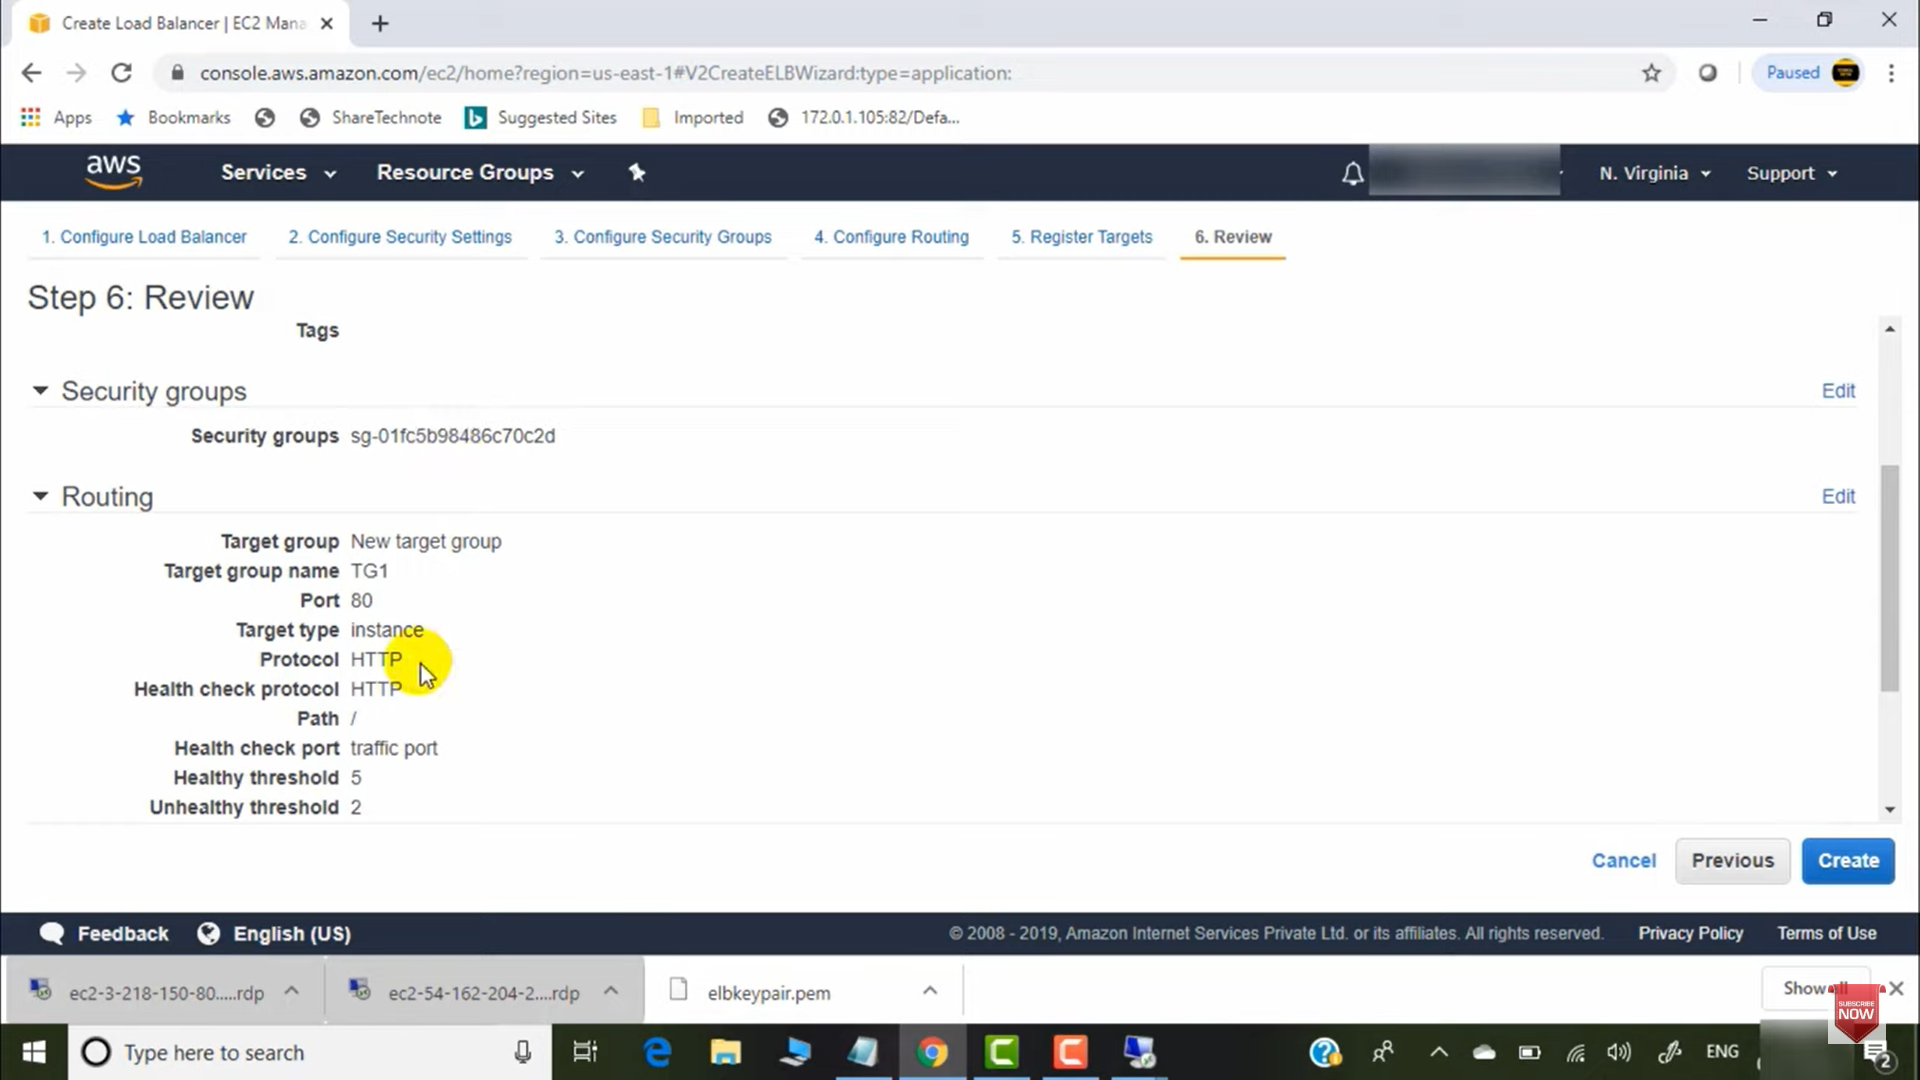 Create Load Balancer | EC2 Mana
console.aws.amazon.com/ec2/home?region=us-east-1#V2CreateELBWizard:type=application:
Paused
Apps
Bookmarks
ShareTechnote
Suggested Sites
Imported
172.0.1.105:82/Defa...
aws
Services
Resource Groups
N. Virginia
Support
1. Configure Load Balancer
2. Configure Security Settings
3. Configure Security Groups
4. Configure Routing
5. Register Targets
6. Review
Step 6: Review
Tags
Security groups
Edit
Security groups sg-01fc5b98486c70c2d
Routing
Edit
Target group New target group
Target group name TG1
Port 80
Target type instance
Protocol HTTP
Health check protocol HTTP
Path /
Health check port traffic port
Healthy threshold 5
Unhealthy threshold 2
Cancel
Previous
Create
Feedback
English (US)
© 2008 - 2019, Amazon Internet Services Private Ltd. or its affiliates. All rights reserved.
Privacy Policy
Terms of Use
ec2-3-218-150-80.....rdp
ec2-54-162-204-2....rdp
elbkeypair.pem
Show
SUBSCRIBE
NOW
Type here to search
ENG
2